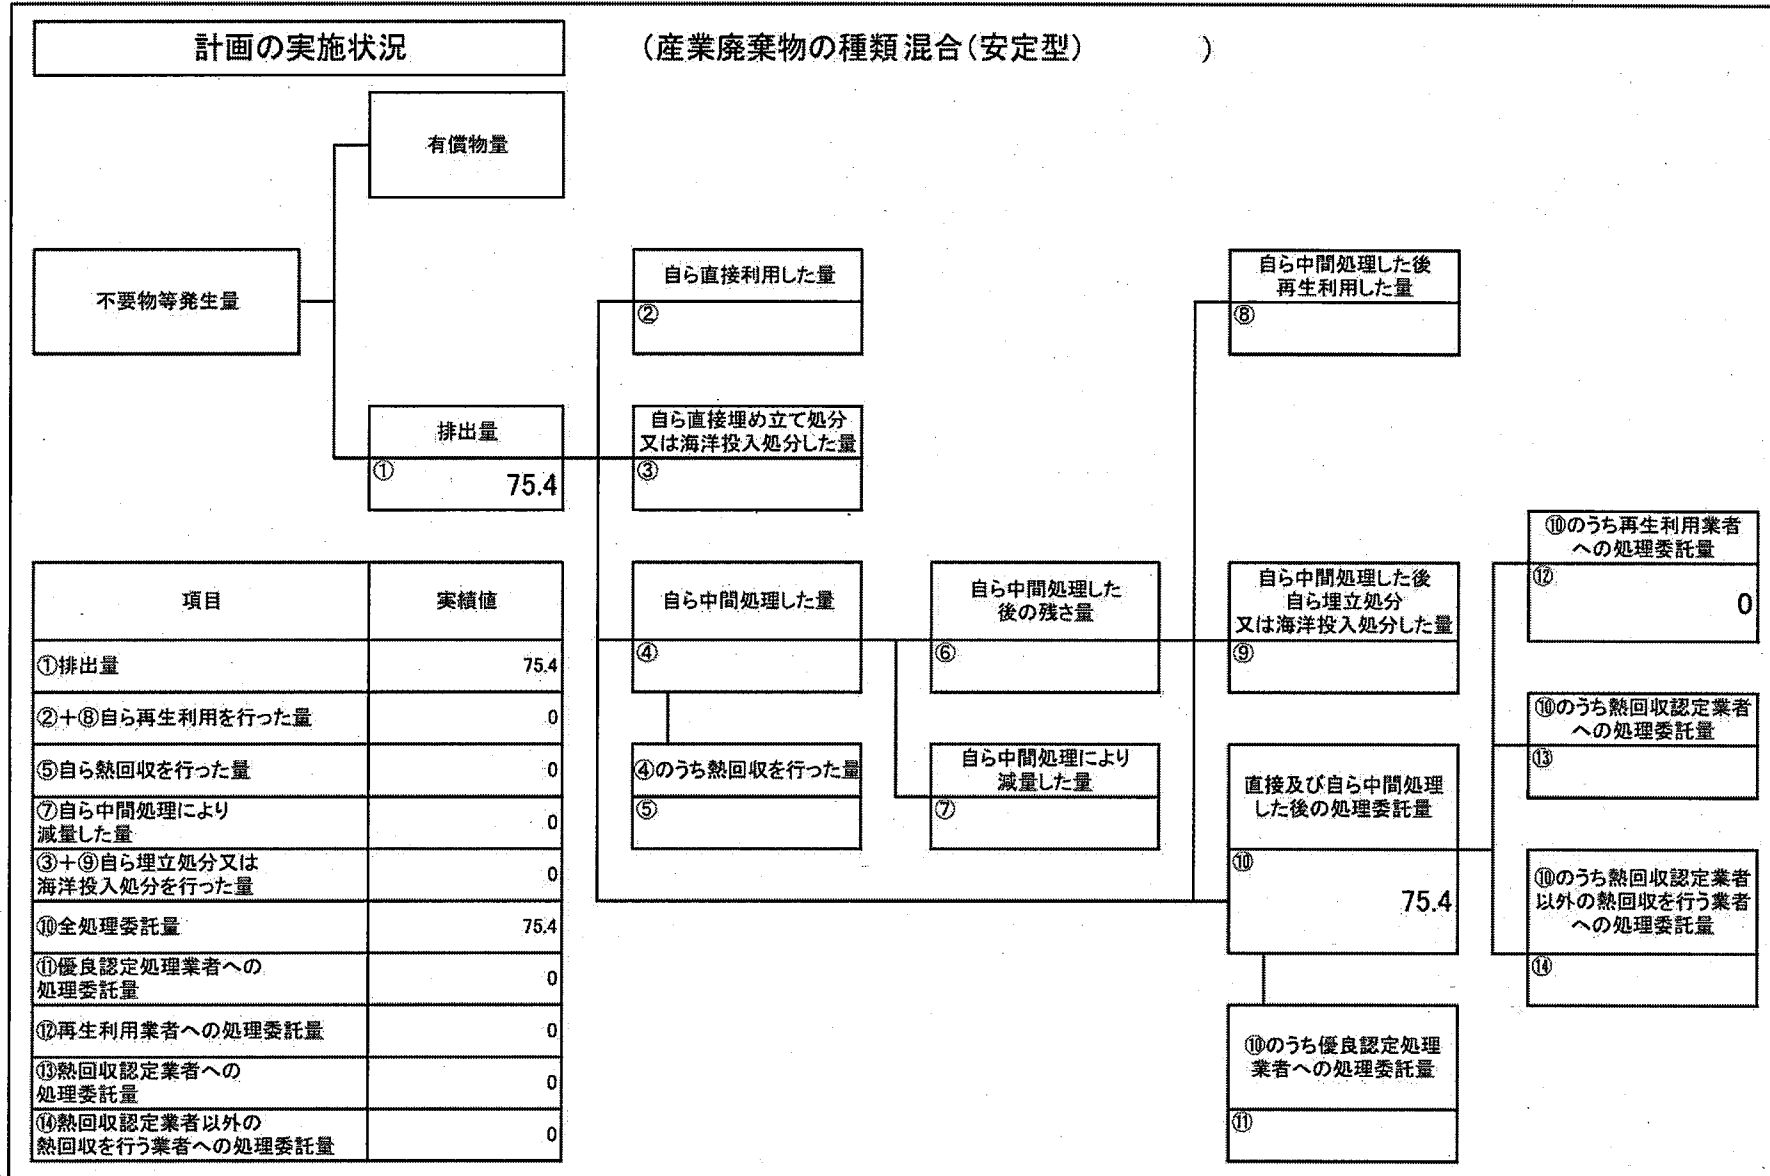 計画の実施状況
(産業廃棄物の種類 混合(安定型) )
有償物量
不要物等発生量
排出量
① 75.4
自ら直接利用した量
②
自ら直接埋め立て処分
又は海洋投入処分した量
③
自ら中間処理した量
④
④のうち熱回収を行った量
⑤
自ら中間処理した
後の残さ量
⑥
自ら中間処理により
減量した量
⑦
自ら中間処理した後
再生利用した量
⑧
自ら中間処理した後
自ら埋立処分
又は海洋投入処分した量
⑨
直接及び自ら中間処理
した後の処理委託量
⑩
75.4
⑩のうち優良認定処理
業者への処理委託量
⑪
⑩のうち再生利用業者
への処理委託量
⑫
0
⑩のうち熱回収認定業者
への処理委託量
⑬
⑩のうち熱回収認定業者
以外の熱回収を行う業者
への処理委託量
⑭
項目 実績値
①排出量 75.4
②+⑧自ら再生利用を行った量 0
⑤自ら熱回収を行った量 0
⑦自ら中間処理により
減量した量 0
③+⑨自ら埋立処分又は
海洋投入処分を行った量 0
⑩全処理委託量 75.4
⑪優良認定処理業者への
処理委託量 0
⑫再生利用業者への処理委託量 0
⑬熱回収認定業者への
処理委託量 0
⑭熱回収認定業者以外の
熱回収を行う業者への処理委託量 0